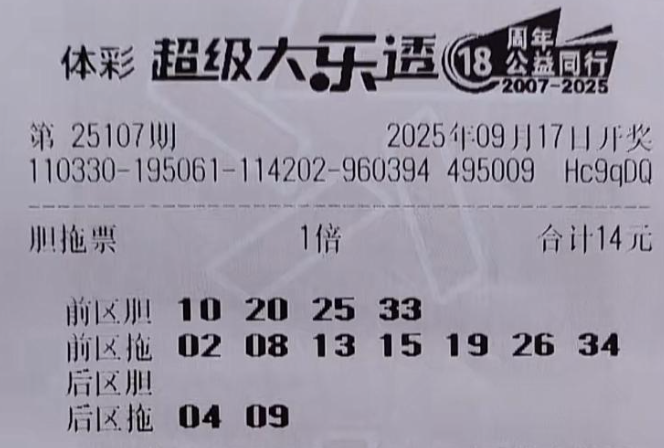 体彩 超级大乐透 18 周年 公益同行 2007-2025
第 25107期 2025年09月17日开奖
110330-195061-114202-960394 495009 Hc9qDQ
胆拖票 1倍 合计14元
前区胆 10 20 25 33
前区拖 02 08 13 15 19 26 34
后区胆
后区拖 04 09